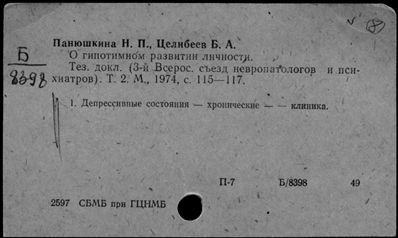 Панюшкина Н. П., Целибеев Б. А.
О гипотимном развитии личности.
Тез. докл. (3-й Всерос. съезд невропатологов и пси-
хиатров). Т. 2. М., 1974, с. 115—117.
Б
8398
1. Депрессивные состояния — хронические — — клиника.
П-7 Б/8398 49
2597 СБМБ при ГЦНМБ